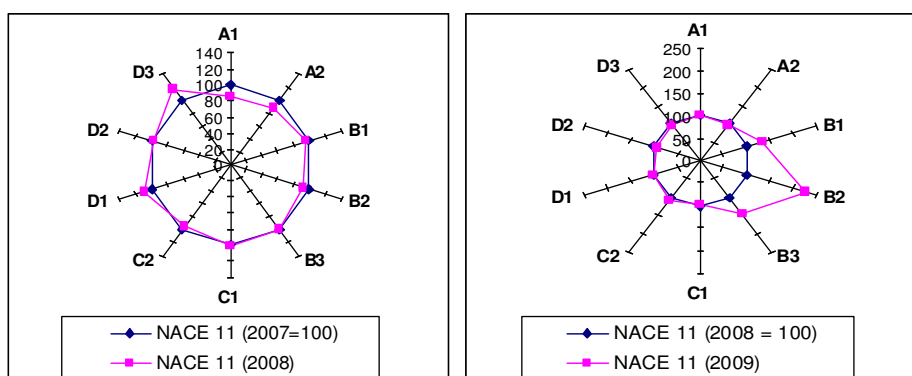 A1
140
120
100
80
60
40
20
0
A2
B1
B2
B3
C1
C2
D1
D2
D3
NACE 11 (2007=100)
NACE 11 (2008)
A1
250
200
150
100
50
0
A2
B1
B2
B3
C1
C2
D1
D2
D3
NACE 11 (2008 = 100)
NACE 11 (2009)